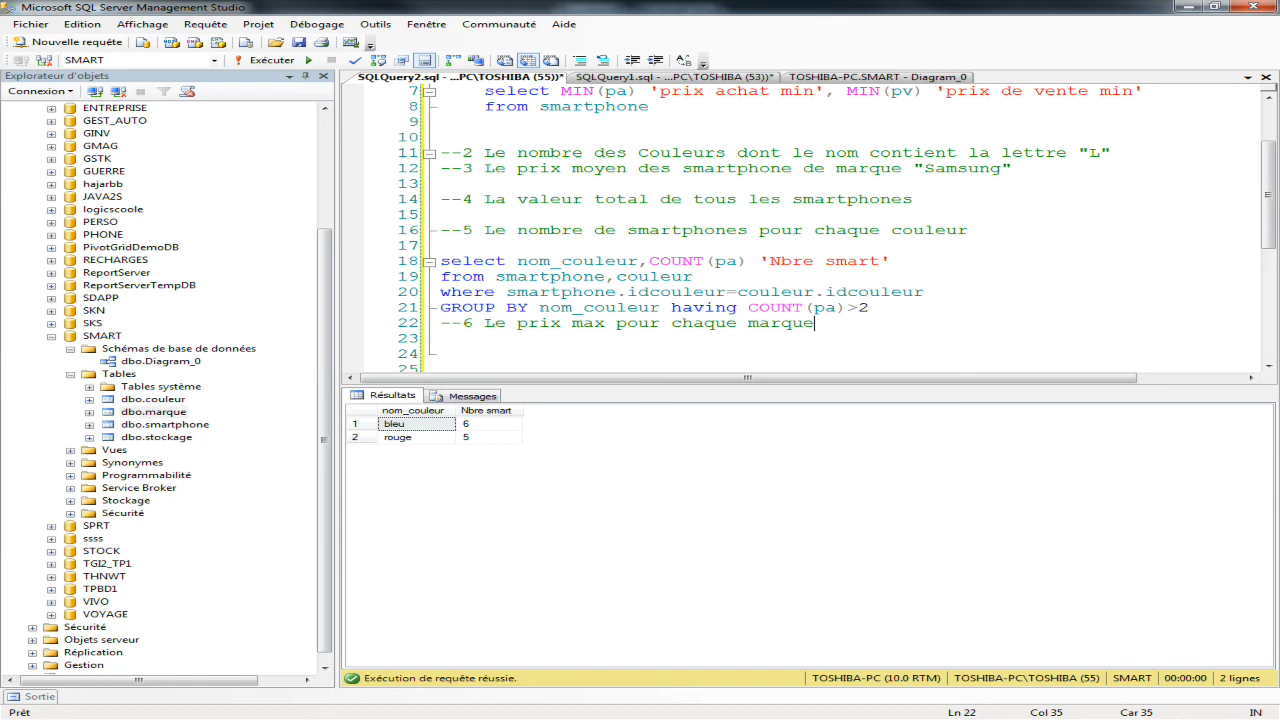 Microsoft SQL Server Management Studio
Fichier Edition Affichage Requête Projet Débogage Outils Fenêtre Communauté Aide
Nouvelle requête
SMART Exécuter
Explorateur d'objets
Connexion
ENTREPRISE
GEST_AUTO
GINV
GMAG
GSTK
GUERRE
hajarbb
JAVA2S
logicscoole
PERSO
PHONE
PivotGridDemoDB
RECHARGES
ReportServer
ReportServerTempDB
SDAPP
SKN
SKS
SMART
Schémas de base de données
dbo.Diagram_0
Tables
Tables système
dbo.couleur
dbo.marque
dbo.smartphone
dbo.stockage
Vues
Synonymes
Programmabilité
Service Broker
Stockage
Sécurité
SPRT
ssss
STOCK
TGI2_TP1
THNWT
TPBD1
VIVO
VOYAGE
Sécurité
Objets serveur
Réplication
Gestion
SQLQuery2.sql - ...PC\TOSHIBA (55))* SQLQuery1.sql - ...PC\TOSHIBA (53))* TOSHIBA-PC.SMART - Diagram_0
7 select MIN(pa) 'prix achat min', MIN(pv) 'prix de vente min'
8 from smartphone
9
10
11 --2 Le nombre des Couleurs dont le nom contient la lettre "L"
12 --3 Le prix moyen des smartphone de marque "Samsung"
13
14 --4 La valeur total de tous les smartphones
15
16 --5 Le nombre de smartphones pour chaque couleur
17
18 select nom_couleur,COUNT(pa) 'Nbre smart'
19 from smartphone,couleur
20 where smartphone.idcouleur=couleur.idcouleur
21 GROUP BY nom_couleur having COUNT(pa)>2
22 --6 Le prix max pour chaque marque
23
24
25
Résultats Messages
nom_couleur Nbre smart
1 bleu 6
2 rouge 5
Exécution de requête réussie. TOSHIBA-PC (10.0 RTM) TOSHIBA-PC\TOSHIBA (55) SMART 00:00:00 2 lignes
Sortie
Prêt Ln 22 Col 35 Car 35 IN